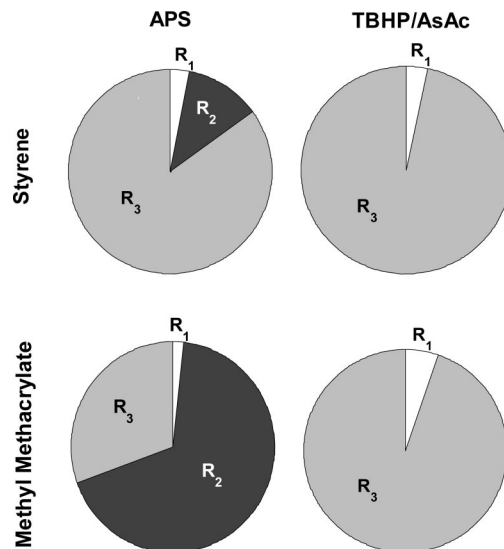 APS
TBHP/AsAc
Styrene
R₁
R₂
R₃
R₁
R₃
Methyl Methacrylate
R₁
R₃
R₂
R₁
R₃